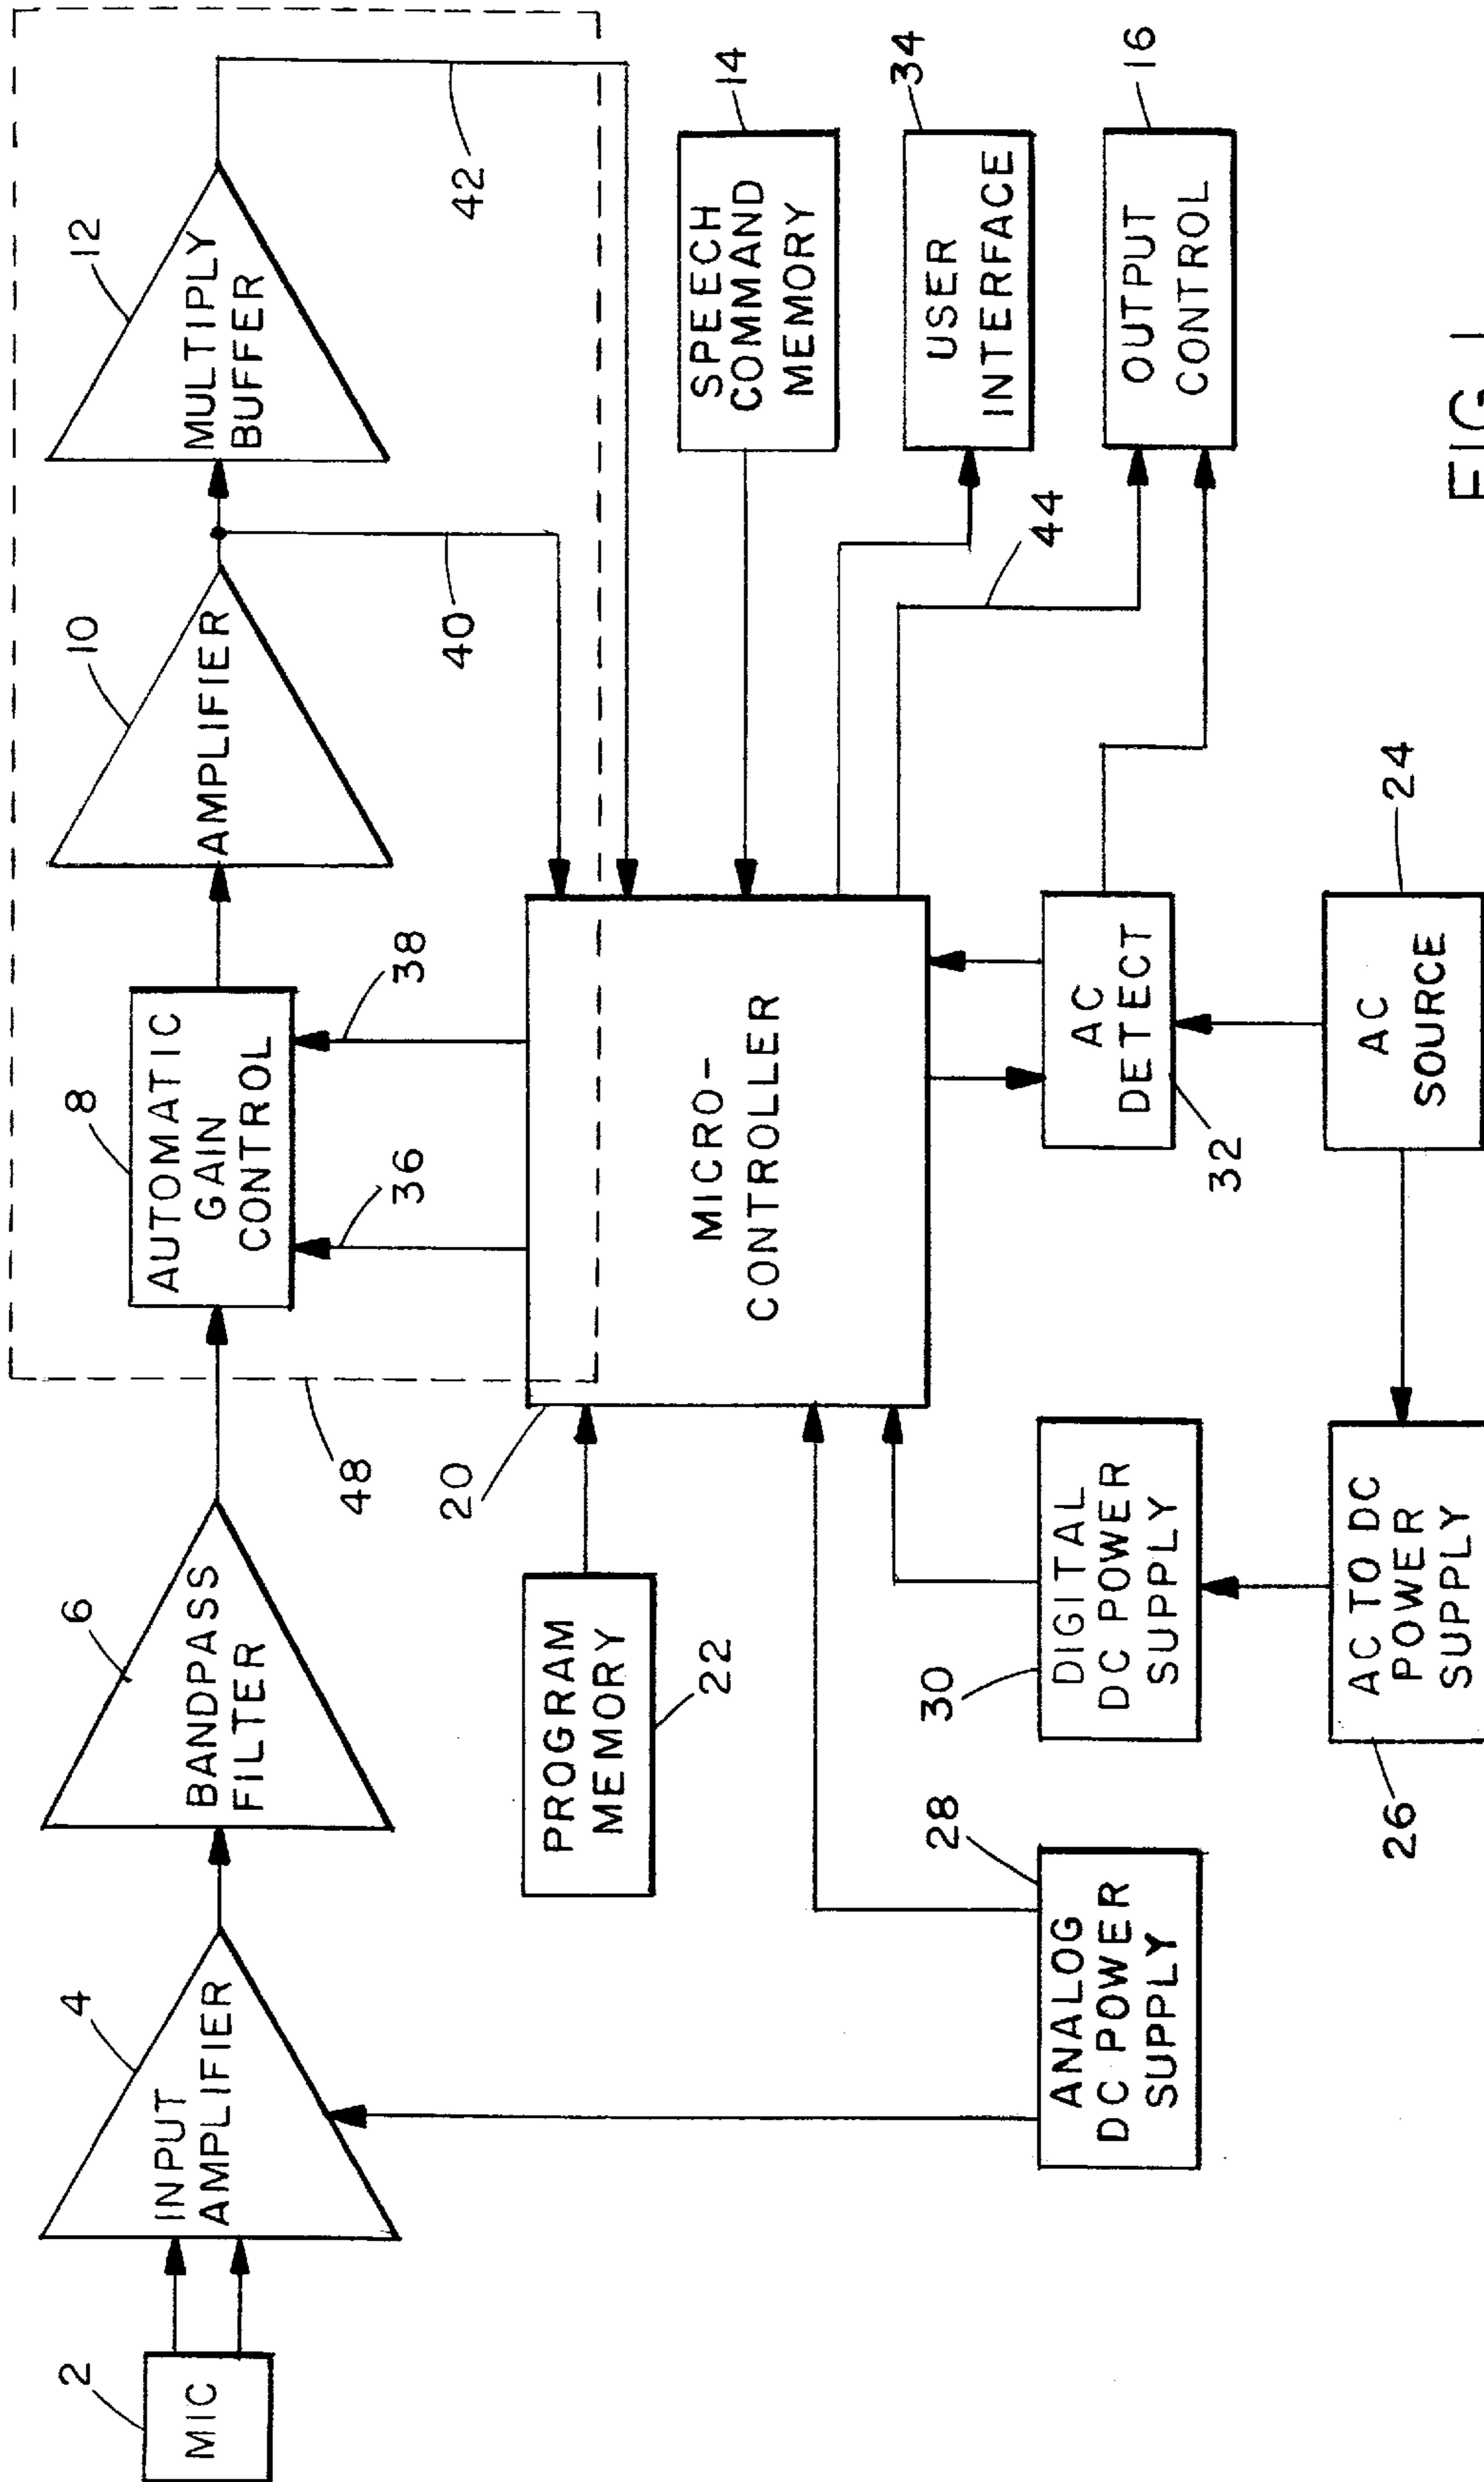 2
MIC
4
INPUT
AMPLIFIER
6
BANDPASS
FILTER
8
AUTOMATIC
GAIN
CONTROL
10
AMPLIFIER
12
MULTIPLY
BUFFER
36
38
40
42
48
20
MICRO-
CONTROLLER
PROGRAM
MEMORY
22
SPEECH
COMMAND
MEMORY
14
USER
INTERFACE
34
OUTPUT
CONTROL
16
44
28
ANALOG
DC POWER
SUPPLY
30
DIGITAL
DC POWER
SUPPLY
AC
DETECT
32
26
AC TO DC
POWER
SUPPLY
AC
SOURCE
24
FIG. 1